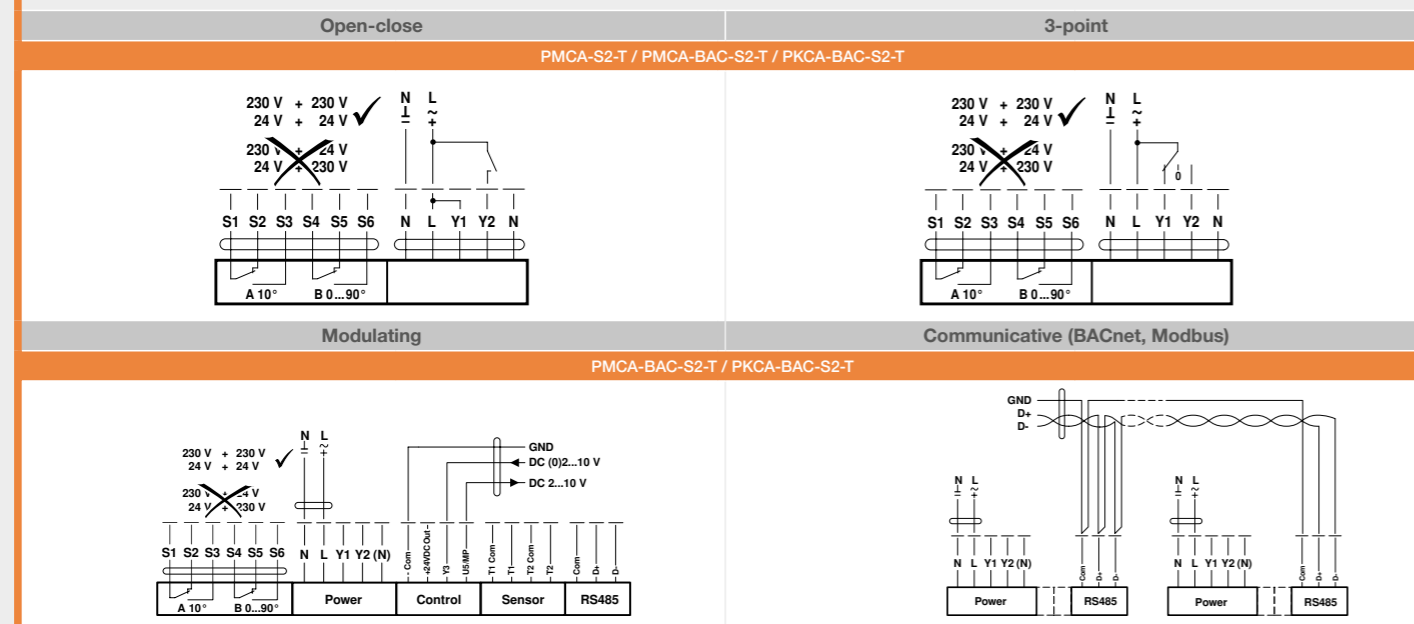 Open-close
3-point
PMCA-S2-T / PMCA-BAC-S2-T / PKCA-BAC-S2-T
230 V + 230 V
24 V + 24 V
230 V + 24 V
24 V + 230 V
N L
S1 S2 S3 S4 S5 S6 N L Y1 Y2 N
A 10° B 0...90°
230 V + 230 V
24 V + 24 V
230 V + 24 V
24 V + 230 V
N L
0
S1 S2 S3 S4 S5 S6 N L Y1 Y2 N
A 10° B 0...90°
Modulating
Communicative (BACnet, Modbus)
PMCA-BAC-S2-T / PKCA-BAC-S2-T
230 V + 230 V
24 V + 24 V
230 V + 24 V
24 V + 230 V
N L
GND
DC (0)2...10 V
DC 2...10 V
S1 S2 S3 S4 S5 S6 N L Y1 Y2 (N)
- Com
+24VDC Out
Y3
U5/MP
T1 Com
T1
T2 Com
T2
Com
D+
D-
A 10° B 0...90°
Power
Control
Sensor
RS485
GND
D+
D-
N L
N L Y1 Y2 (N)
Com
D+
D-
Power
RS485
N L
N L Y1 Y2 (N)
Com
D+
D-
Power
RS485